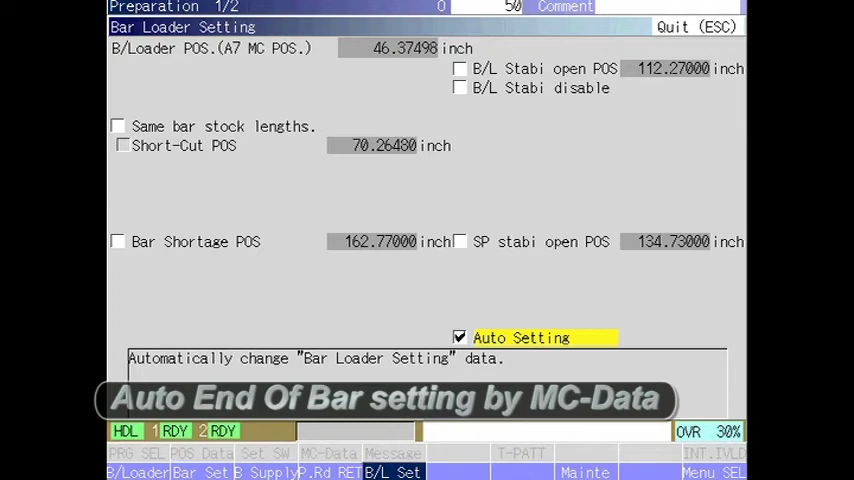 Preparation 1/2 0 50 Comment
Bar Loader Setting Quit (ESC)
B/Loader POS.(A7 MC POS.) 46.37498 inch
B/L Stabi open POS 112.27000 inch
B/L Stabi disable
Same bar stock lengths.
Short-Cut POS 70.26480 inch
Bar Shortage POS 162.77000 inch SP stabi open POS 134.73000 inch
Auto Setting
Automatically change "Bar Loader Setting" data.
Auto End Of Bar setting by MC-Data
HDL 1 RDY 2 RDY OVR 30%
PRG SEL POS Data Set SW MC-Data Message T-PATT INT.IVLD
B/Loader Bar Set B Supply P.Rd RET B/L Set Mainte Menu SEL